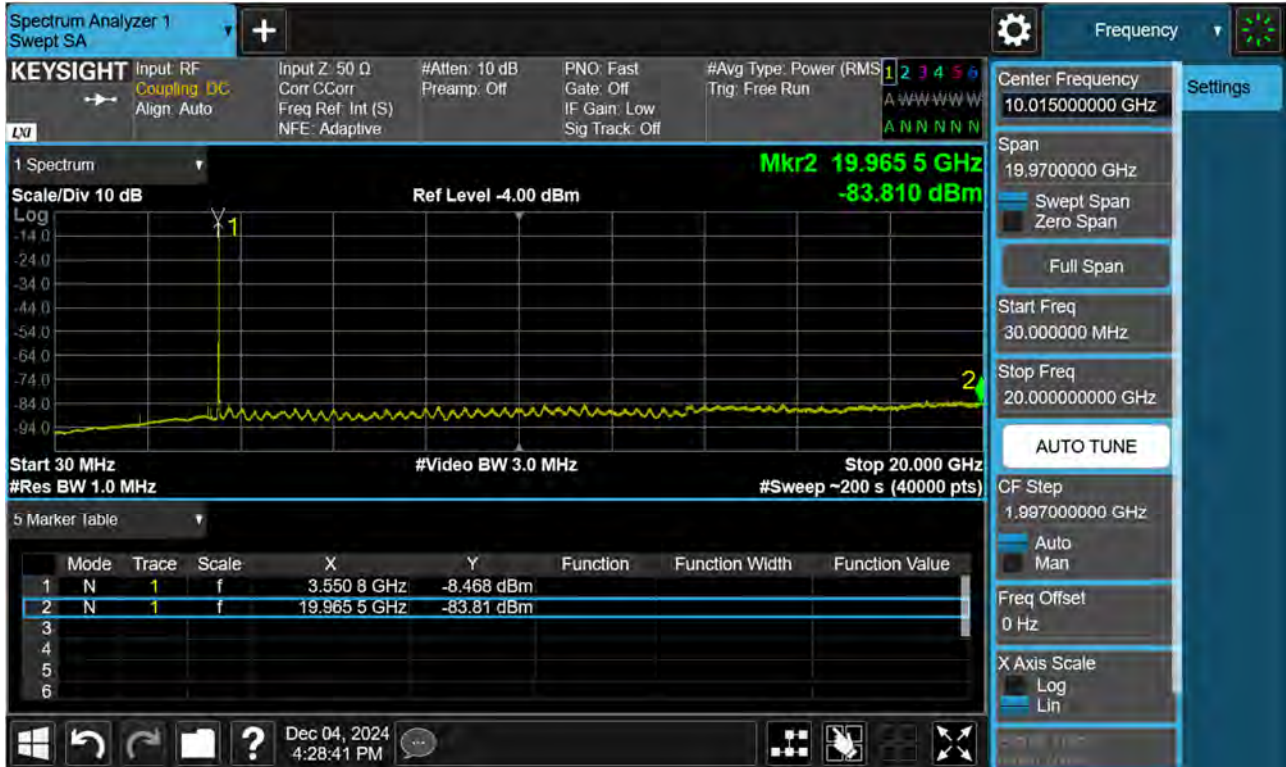 Spectrum Analyzer 1
Swept SA
+
Frequency
KEYSIGHT
LXI
Input: RF
Coupling: DC
Align: Auto
Input Z: 50 Ω
Corr CCorr
Freq Ref: Int (S)
NFE: Adaptive
#Atten: 10 dB
Preamp: Off
PNO: Fast
Gate: Off
IF Gain: Low
Sig Track: Off
#Avg Type: Power (RMS
Trig: Free Run
1 2 3 4 5 6
A W W W W W
A N N N N N
1 Spectrum
Scale/Div 10 dB
Ref Level -4.00 dBm
Mkr2 19.965 5 GHz
-83.810 dBm
Log
-14.0
-24.0
-34.0
-44.0
-54.0
-64.0
-74.0
-84.0
-94.0
1
2
Start 30 MHz
#Res BW 1.0 MHz
#Video BW 3.0 MHz
Stop 20.000 GHz
#Sweep ~200 s (40000 pts)
5 Marker Table
Mode Trace Scale X Y Function Function Width Function Value
1 N 1 f 3.550 8 GHz -8.468 dBm
2 N 1 f 19.965 5 GHz -83.81 dBm
3
4
5
6
?
Dec 04, 2024
4:28:41 PM
Center Frequency
10.015000000 GHz
Span
19.9700000 GHz
Swept Span
Zero Span
Full Span
Start Freq
30.000000 MHz
Stop Freq
20.000000000 GHz
AUTO TUNE
CF Step
1.997000000 GHz
Auto
Man
Freq Offset
0 Hz
X Axis Scale
Log
Lin
Settings